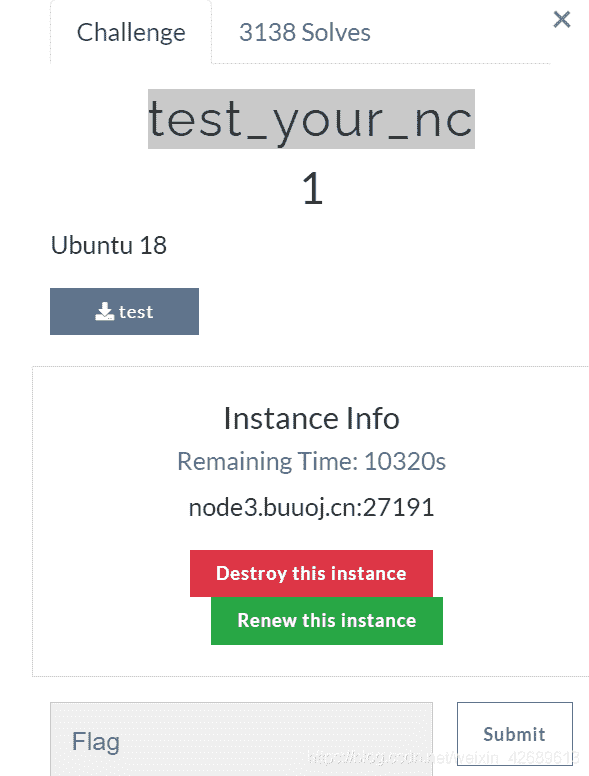 Challenge 3138 Solves ×
test_your_nc
1
Ubuntu 18
test
Instance Info
Remaining Time: 10320s
node3.buuoj.cn:27191
Destroy this instance
Renew this instance
Flag Submit
https://blog.csdn.net/weixin_42689613